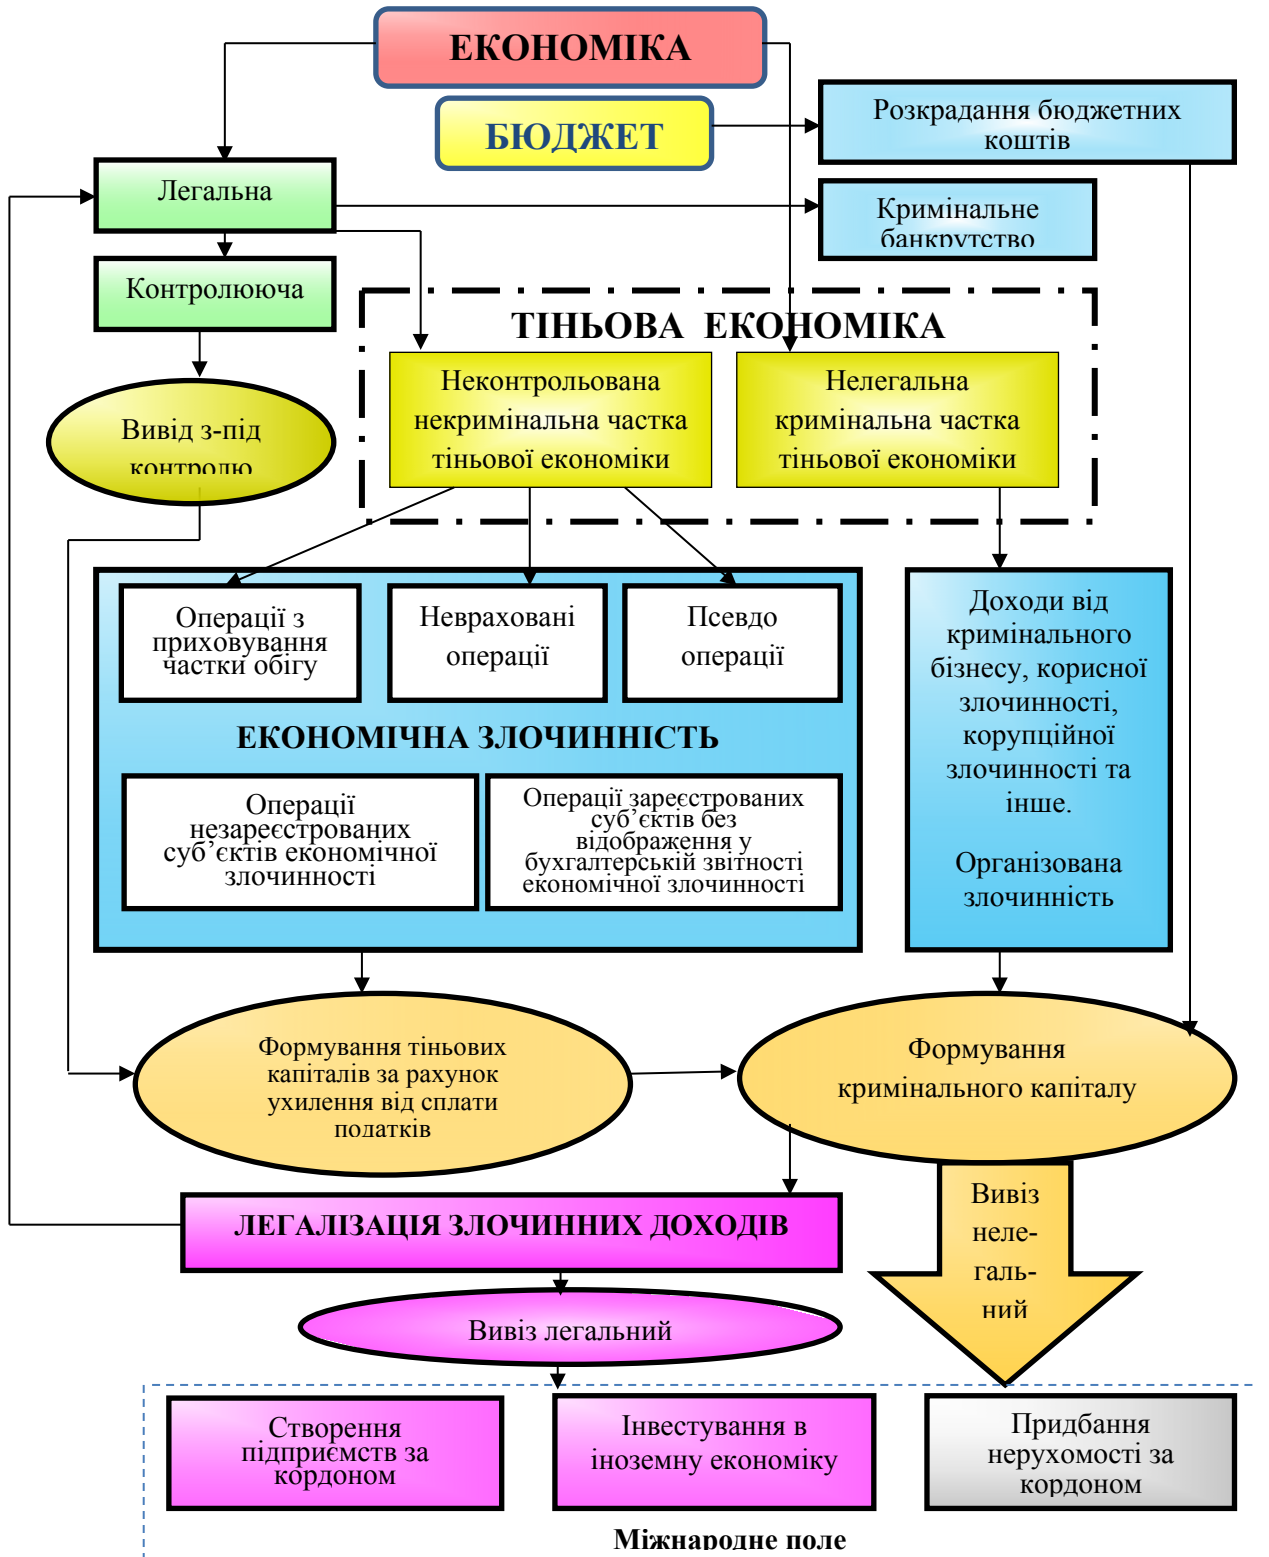 ЕКОНОМІКА
БЮДЖЕТ
Розкрадання бюджетних
коштів
Легальна
Кримінальне
банкрутство
Контролююча
ТІНЬОВА ЕКОНОМІКА
Неконтрольована
некримінальна частка
тіньової економіки
Нелегальна
кримінальна частка
тіньової економіки
Вивід з-під
контролю
Операції з
приховування
частки обігу
Невраховані
операції
Псевдо
операції
Доходи від
кримінального
бізнесу, корисної
злочинності,
корупційної
злочинності та
інше.
Організована
злочинність
ЕКОНОМІЧНА ЗЛОЧИННІСТЬ
Операції
незареєстрованих
суб’єктів економічної
злочинності
Операції зареєстрованих
суб’єктів без
відображення у
бухгалтерській звітності
економічної злочинності
Формування тіньових
капіталів за рахунок
ухилення від сплати
податків
Формування
кримінального капіталу
ЛЕГАЛІЗАЦІЯ ЗЛОЧИННИХ ДОХОДІВ
Вивіз
неле-
галь-
ний
Вивіз легальний
Створення
підприємств за
кордоном
Інвестування в
іноземну економіку
Придбання
нерухомості за
кордоном
Міжнародне поле